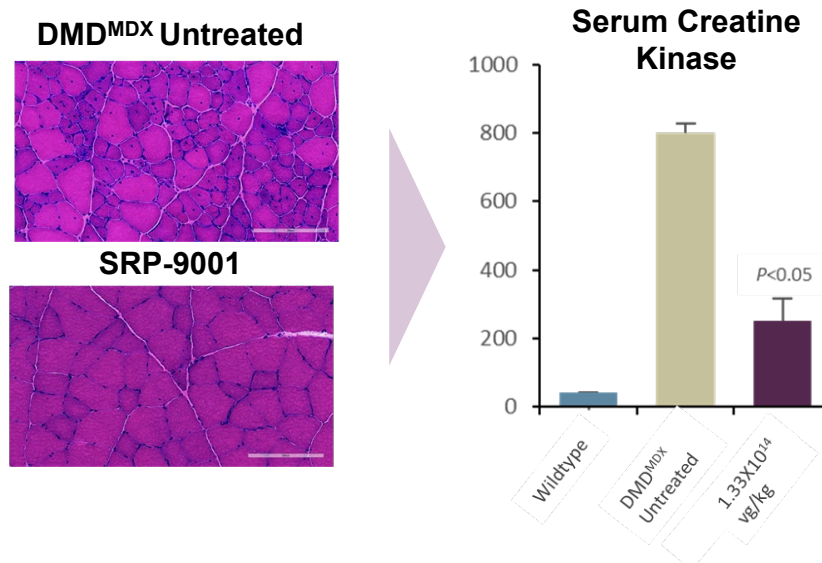 DMDMDX Untreated
SRP-9001
Serum Creatine
Kinase
1000
800
600
400
200
0
P<0.05
Wildtype
DMDMDX
Untreated
1.33X1014
vg/kg